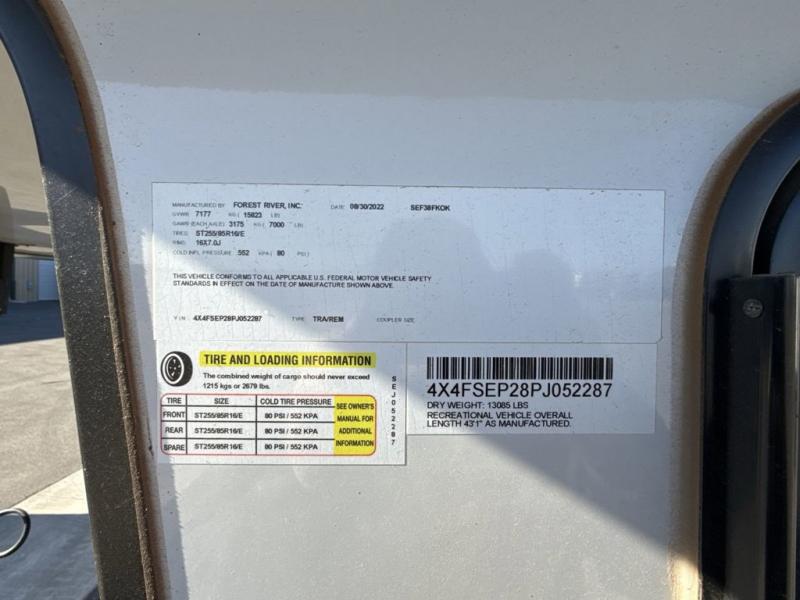 MANUFACTURED BY FOREST RIVER, INC. DATE: 08/30/2022 SEF38FKOK
GVWR: 7177 KG ( 15823 LB)
GAWR (EACH AXLE) 3175 KG ( 7000 LB)
TIRES: ST255/85R16/E
RIMS: 16X7.0J
COLD INFL. PRESSURE: 552 KPA ( 80 PSI)
THIS VEHICLE CONFORMS TO ALL APPLICABLE U.S. FEDERAL MOTOR VEHICLE SAFETY
STANDARDS IN EFFECT ON THE DATE OF MANUFACTURE SHOWN ABOVE.
V.I.N. 4X4FSEP28PJ052287 TYPE: TRA/REM COUPLER SIZE:
TIRE AND LOADING INFORMATION
The combined weight of cargo should never exceed
1215 kgs or 2679 lbs.
TIRE SIZE COLD TIRE PRESSURE
FRONT ST255/85R16/E 80 PSI / 552 KPA
REAR ST255/85R16/E 80 PSI / 552 KPA
SPARE ST255/85R16/E 80 PSI / 552 KPA
SEE OWNER'S
MANUAL FOR
ADDITIONAL
INFORMATION
SEJ052287
4X4FSEP28PJ052287
DRY WEIGHT: 13085 LBS
RECREATIONAL VEHICLE OVERALL
LENGTH 43'1" AS MANUFACTURED.